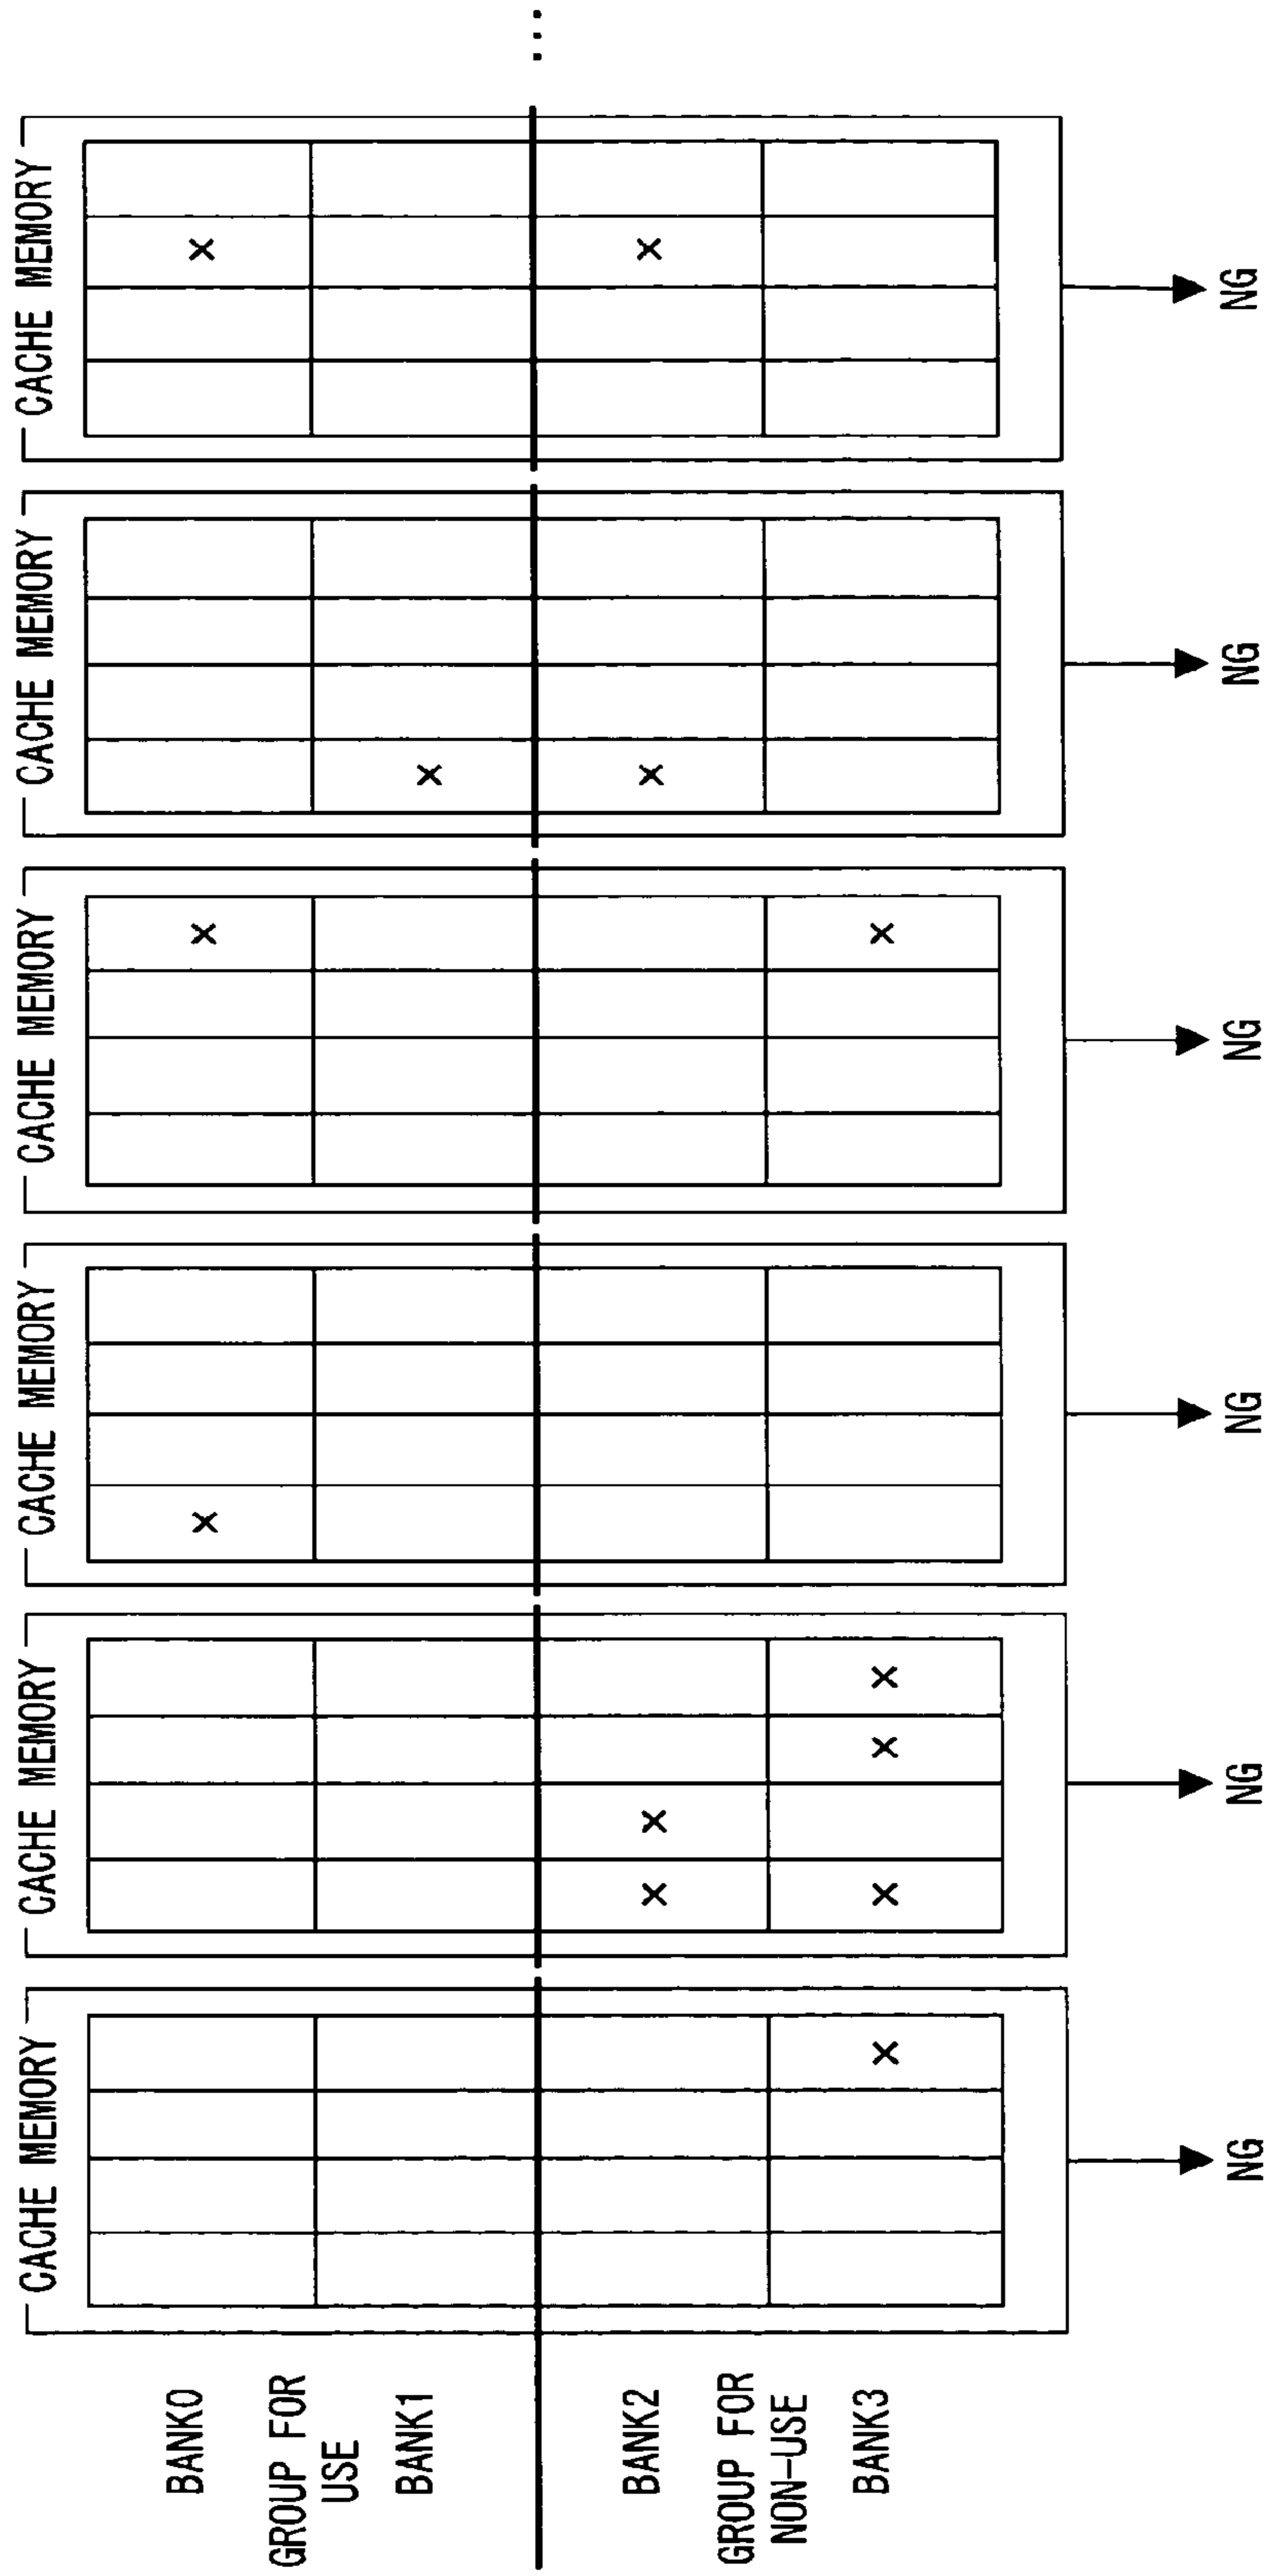 CACHE MEMORY
CACHE MEMORY
CACHE MEMORY
CACHE MEMORY
CACHE MEMORY
CACHE MEMORY
BANK0
GROUP FOR
USE
BANK1
BANK2
GROUP FOR
NON-USE
BANK3
NG
NG
NG
NG
NG
NG